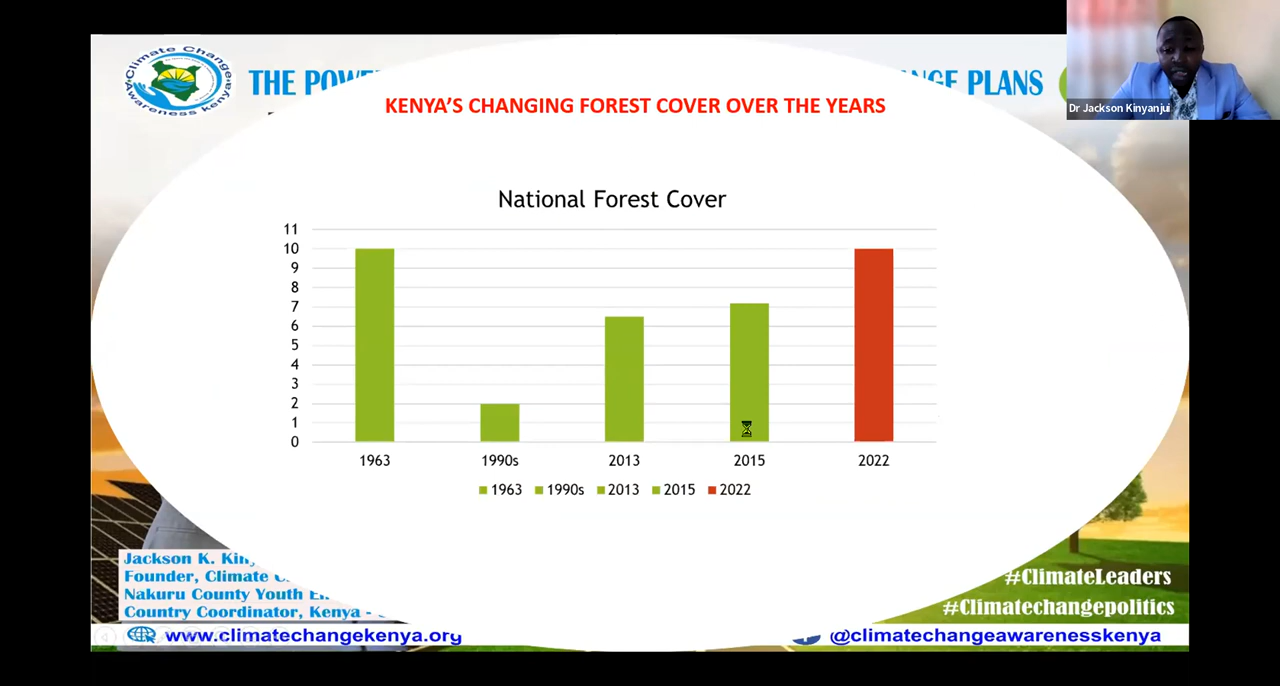 Climate Change
Awareness Kenya
THE POWE
NGE PLANS
Dr Jackson Kinyanjui
KENYA'S CHANGING FOREST COVER OVER THE YEARS
National Forest Cover
11
10
9
8
7
6
5
4
3
2
1
0
1963 1990s 2013 2015 2022
1963 1990s 2013 2015 2022
Jackson K. Kiny
Founder, Climate C
Nakuru County Youth En
Country Coordinator, Kenya -
#ClimateLeaders
#Climatechangepolitics
www.climatechangekenya.org
@climatechangeawarenesskenya